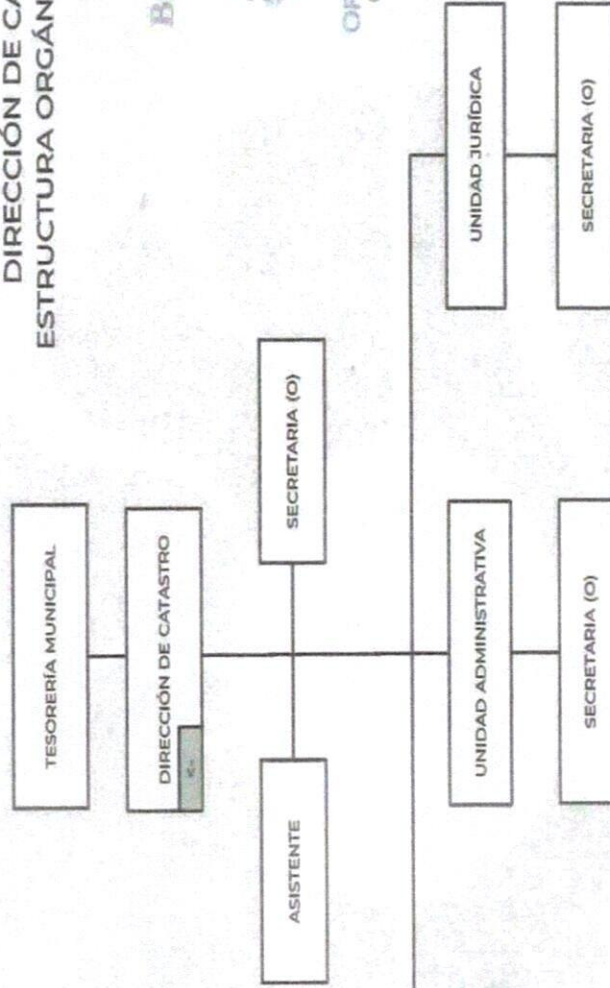 DIRECCIÓN DE CA
ESTRUCTURA ORGÁN
TESORERÍA MUNICIPAL
DIRECCIÓN DE CATASTRO
<-
ASISTENTE
SECRETARIA (O)
UNIDAD ADMINISTRATIVA
UNIDAD JURÍDICA
SECRETARIA (O)
SECRETARIA (O)